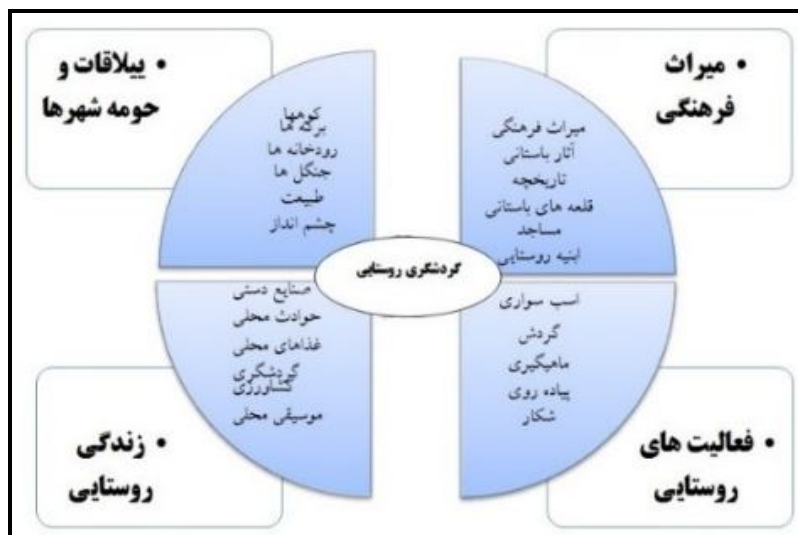 • میراث
فرهنگی
میراث فرهنگی
آثار باستانی
تاریخچه
قلعه های باستانی
مساجد
ابنیه روستایی
• ییلاقات و
حومه شهرها
کوهها
برکه ها
رودخانه ها
جنگل ها
طبیعت
چشم انداز
گردشگری روستایی
اسب سواری
گردش
ماهیگیری
پیاده روی
شکار
• فعالیت های
روستایی
صنایع دستی
حوادث محلی
غذاهای محلی
گردشگری
کشاورزی
موسیقی محلی
• زندگی
روستایی